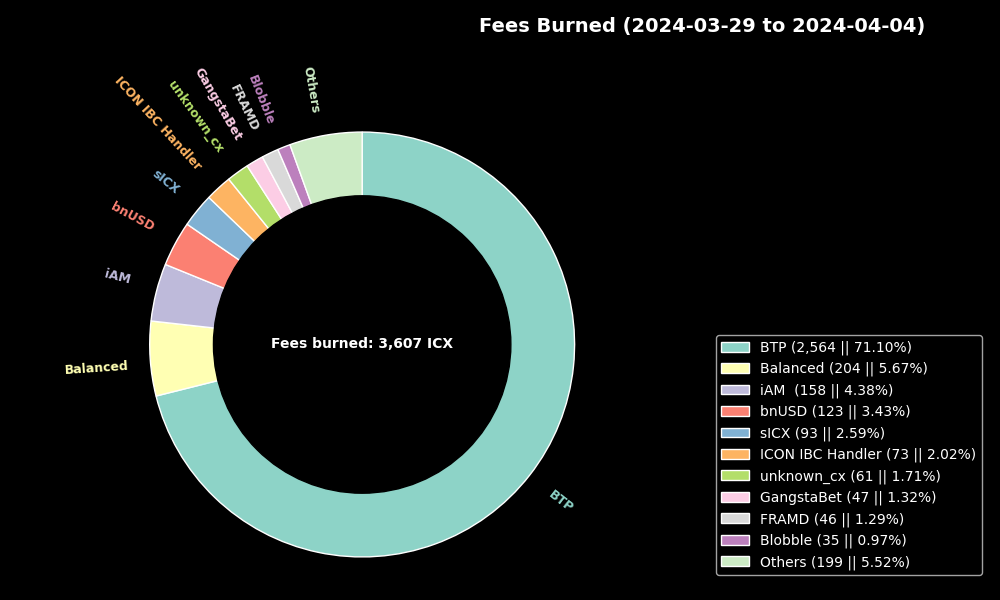 Fees Burned (2024-03-29 to 2024-04-04)
Others
Blobble
FRAMD
GangstaBet
unknown_cx
ICON IBC Handler
sICX
bnUSD
iAM
Balanced
BTP
Fees burned: 3,607 ICX
BTP (2,564 || 71.10%)
Balanced (204 || 5.67%)
iAM  (158 || 4.38%)
bnUSD (123 || 3.43%)
sICX (93 || 2.59%)
ICON IBC Handler (73 || 2.02%)
unknown_cx (61 || 1.71%)
GangstaBet (47 || 1.32%)
FRAMD (46 || 1.29%)
Blobble (35 || 0.97%)
Others (199 || 5.52%)